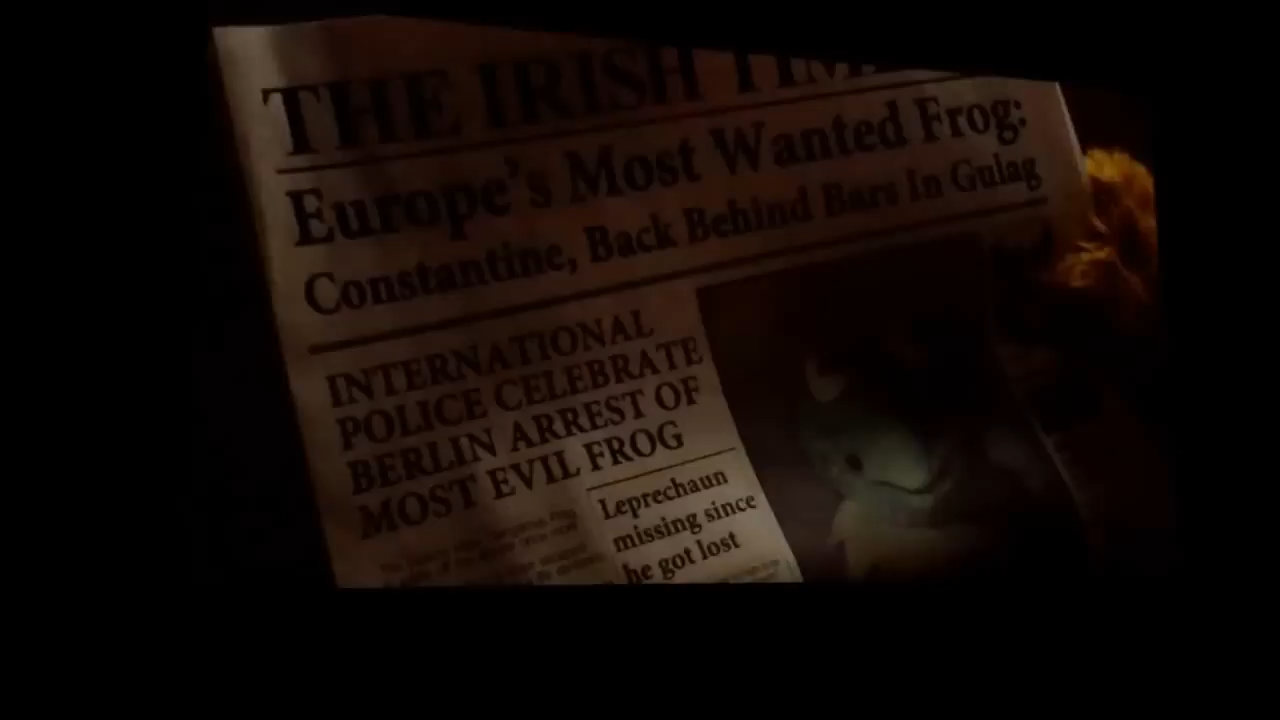 THE IRISH
Europe's Most Wanted Frog:
Constantine, Back Behind Bars In Gulag
INTERNATIONAL
POLICE CELEBRATE
BERLIN ARREST OF
MOST EVIL FROG
Leprechaun
missing since
he got lost